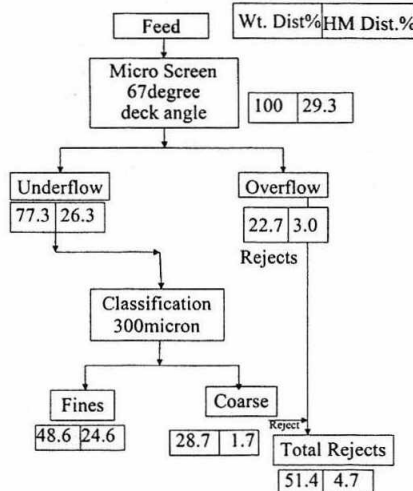 Feed
Wt. Dist% HM Dist.%
Micro Screen
67degree
deck angle
100 29.3
Underflow
Overflow
77.3 26.3
22.7 3.0
Rejects
Classification
300micron
Fines
Coarse
48.6 24.6
28.7 1.7
Reject
Total Rejects
51.4 4.7